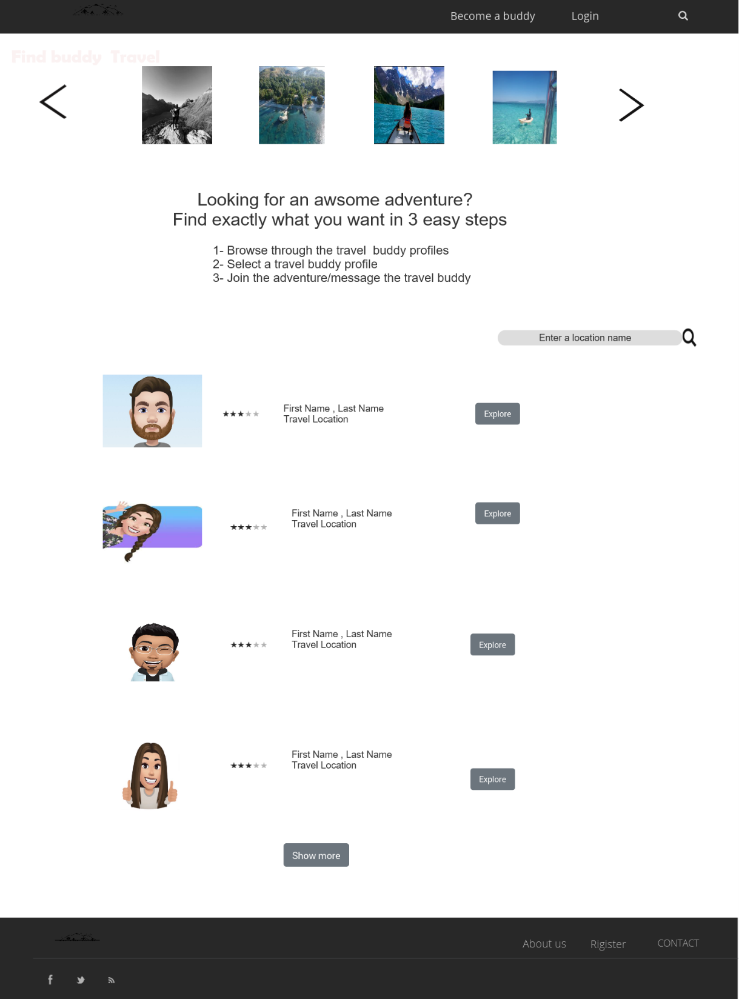 Become a buddy
Login
Find buddy Travel
Looking for an awsome adventure?
Find exactly what you want in 3 easy steps
1- Browse through the travel buddy profiles
2- Select a travel buddy profile
3- Join the adventure/message the travel buddy
Enter a location name
First Name , Last Name
Travel Location
Explore
First Name , Last Name
Travel Location
Explore
First Name , Last Name
Travel Location
Explore
First Name , Last Name
Travel Location
Explore
Show more
About us
Rigister
CONTACT